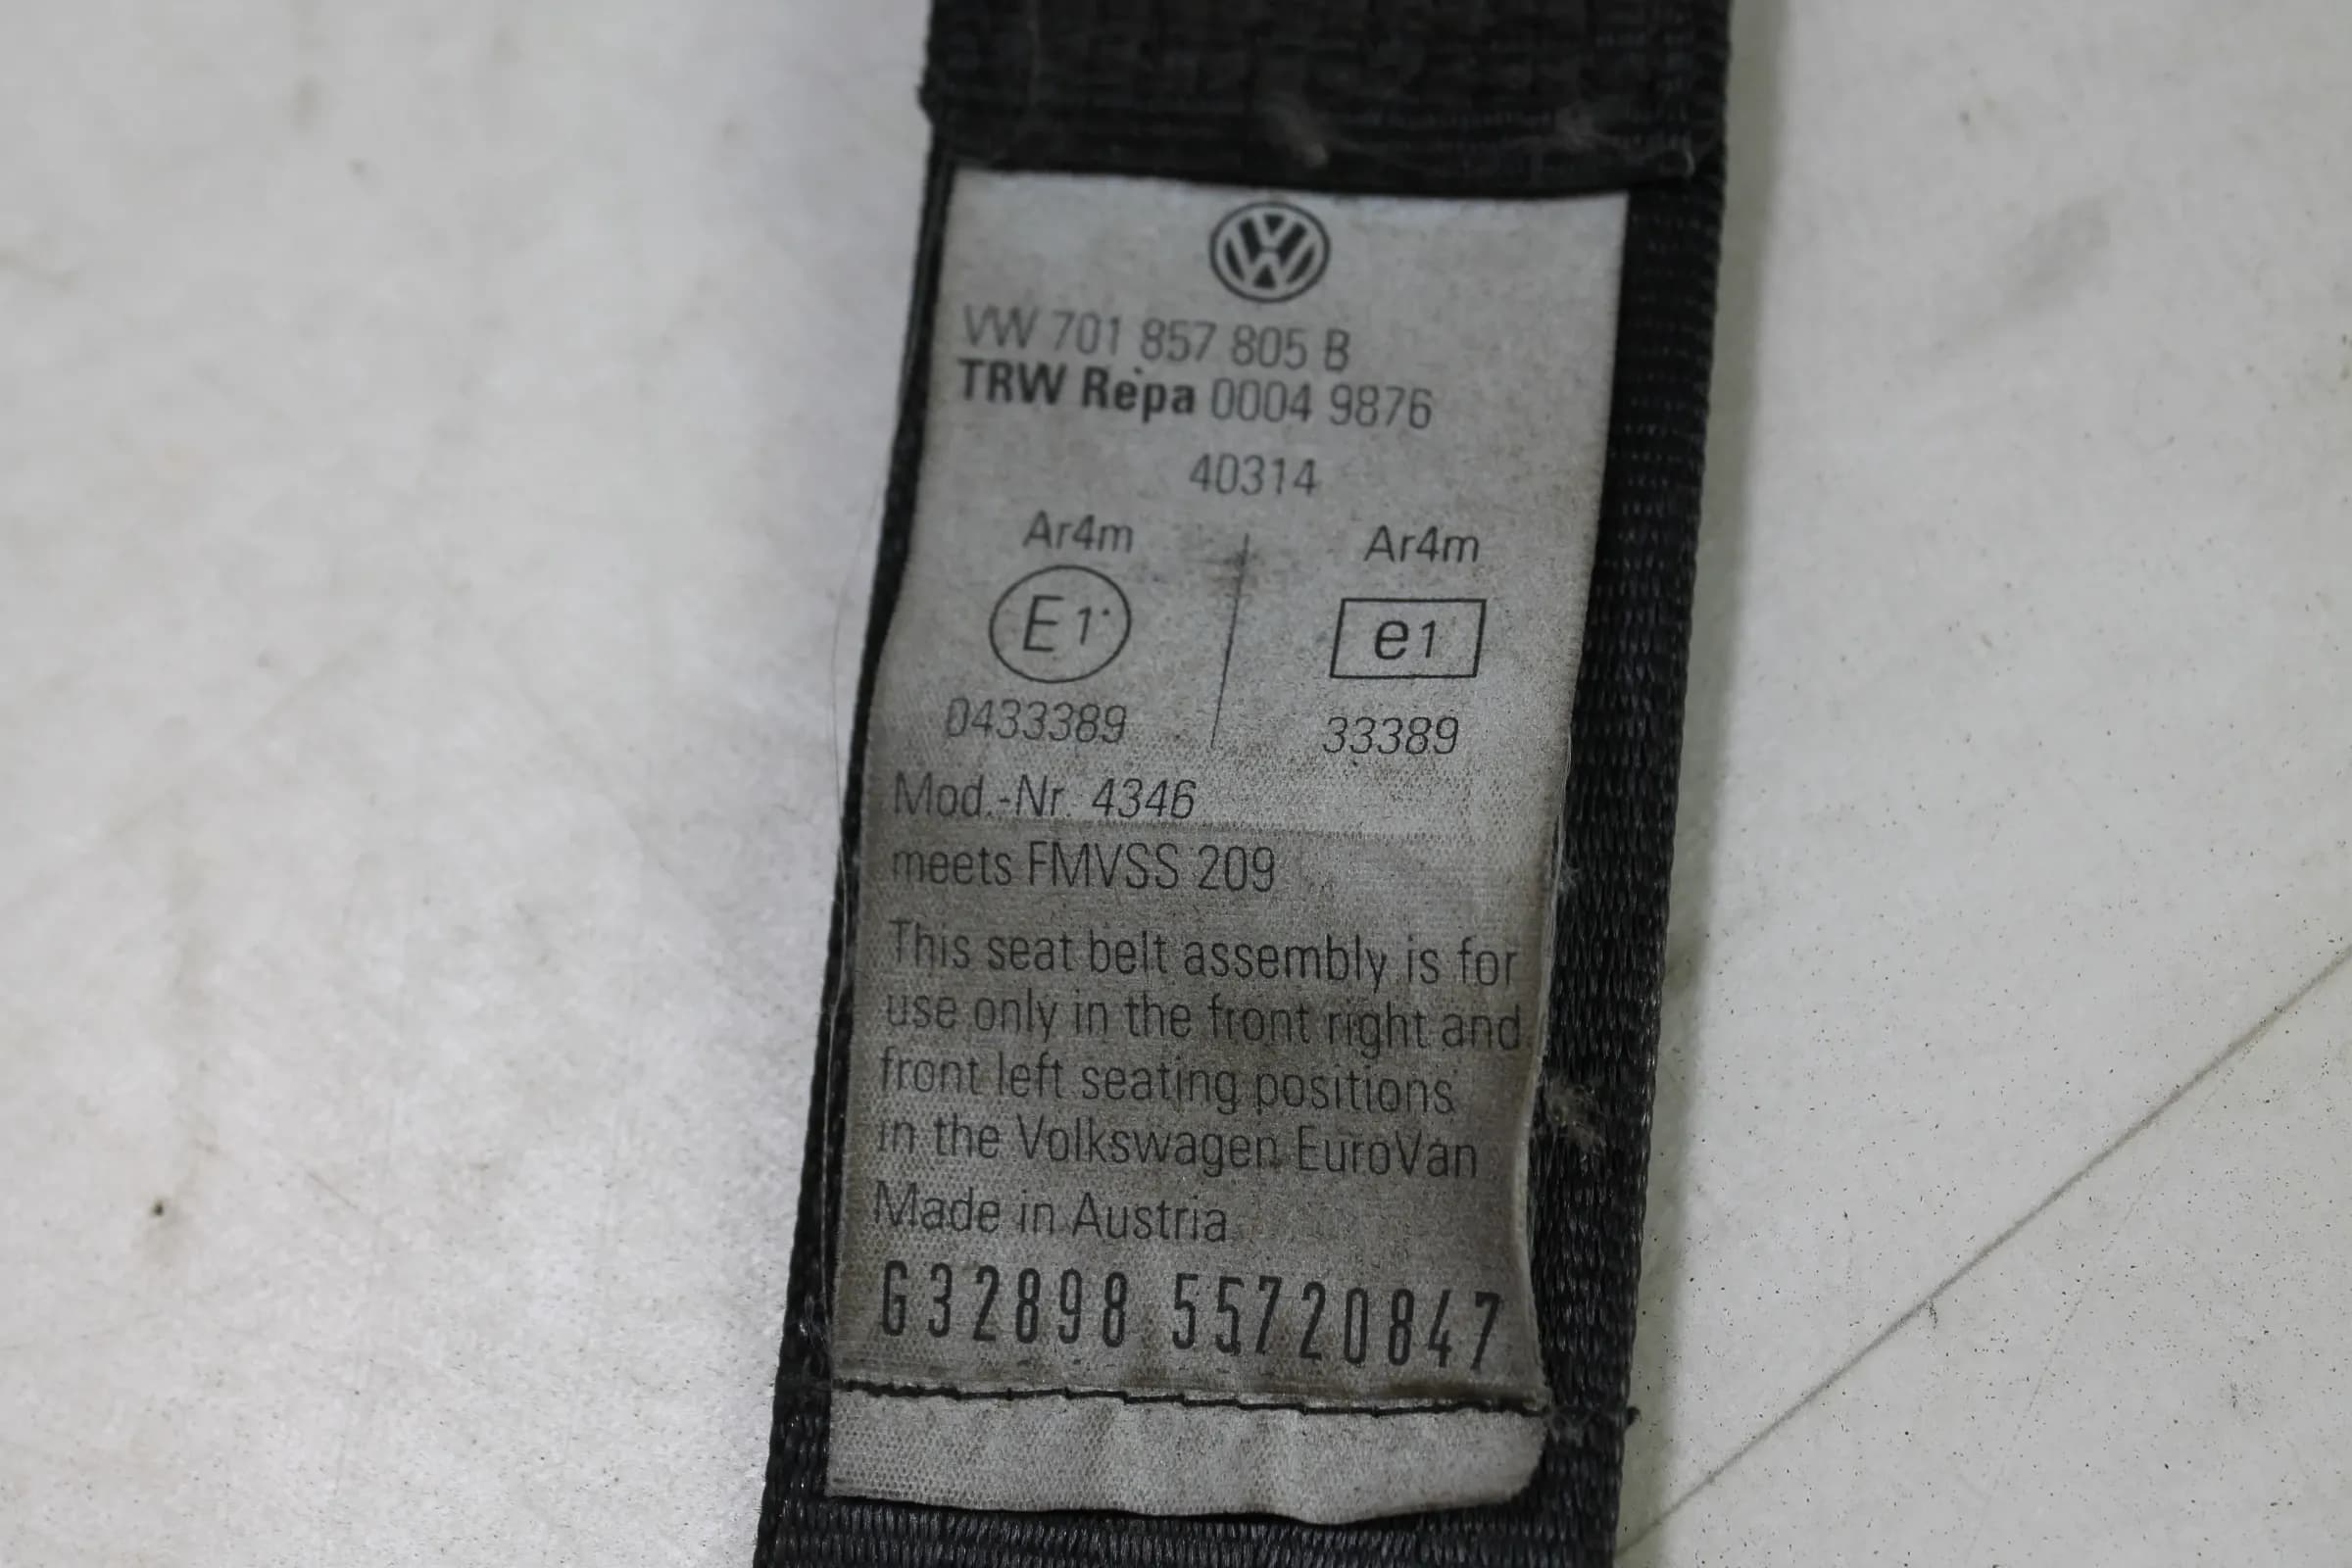 VW 701 857 805 B
TRW Repa 0004 9876
40314
Ar4m Ar4m
E1 e1
0433389 33389
Mod.-Nr. 4346
meets FMVSS 209
This seat belt assembly is for
use only in the front right and
front left seating positions
in the Volkswagen EuroVan
Made in Austria
G32898 55720847